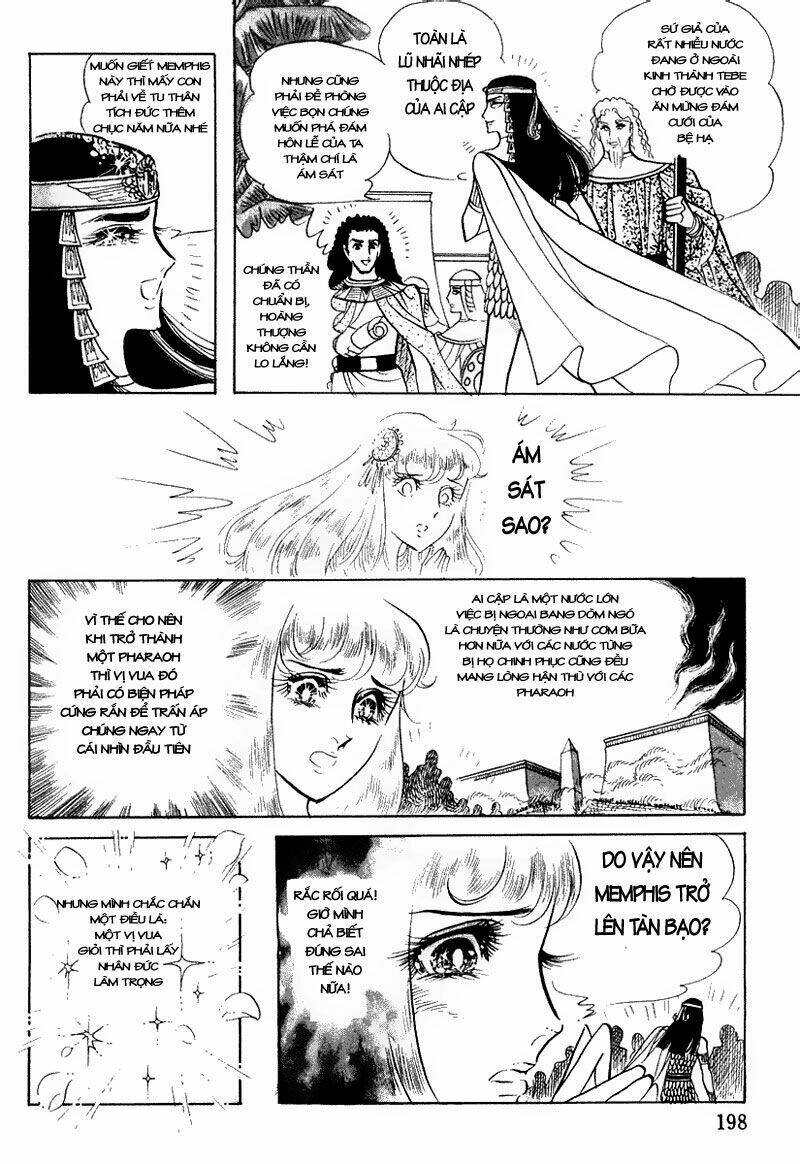 SỨ GIẢ CỦA
RẤT NHIỀU NƯỚC
ĐANG Ở NGOÀI
KINH THÀNH TEBE
CHỜ ĐƯỢC VÀO
ĂN MỪNG ĐÁM
CƯỚI CỦA
BỆ HẠ
TOÀN LÀ
LŨ NHÃI NHÉP
THUỘC ĐỊA
CỦA AI CẬP
NHƯNG CŨNG
PHẢI ĐỀ PHÒNG
VIỆC BỌN CHÚNG
MUỐN PHÁ ĐÁM
HÔN LỄ CỦA TA
THẬM CHÍ LÀ
ÁM SÁT
CHÚNG THẦN
ĐÃ CÓ
CHUẨN BỊ,
HOÀNG
THƯỢNG
KHÔNG CẦN
LO LẮNG!
MUỐN GIẾT MEMPHIS
NÀY THÌ MẤY CON
PHẢI VỀ TU THÂN
TÍCH ĐỨC THÊM
CHỤC NĂM NỮA NHÉ
ÁM
SÁT
SAO?
AI CẬP LÀ MỘT NƯỚC LỚN
VIỆC BỊ NGOẠI BANG DÒM NGÓ
LÀ CHUYỆN THƯỜNG NHƯ CƠM BỮA
HƠN NỮA VỚI CÁC NƯỚC TỪNG
BỊ HỌ CHINH PHỤC CŨNG ĐỀU
MANG LÒNG HẬN THÙ VỚI CÁC
PHARAOH
VÌ THẾ CHO NÊN
KHI TRỞ THÀNH
MỘT PHARAOH
THÌ VỊ VUA ĐÓ
PHẢI CÓ BIỆN PHÁP
CỨNG RẮN ĐỂ TRẤN ÁP
CHÚNG NGAY TỪ
CÁI NHÌN ĐẦU TIÊN
DO VẬY NÊN
MEMPHIS TRỞ
LÊN TÀN BẠO?
RẮC RỐI QUÁ!
GIỜ MÌNH
CHẢ BIẾT
ĐÚNG SAI
THẾ NÀO
NỮA!
NHƯNG MÌNH CHẮC CHẮN
MỘT ĐIỀU LÀ:
MỘT VỊ VUA
GIỎI THÌ PHẢI LẤY
NHÂN ĐỨC
LÀM TRỌNG
198